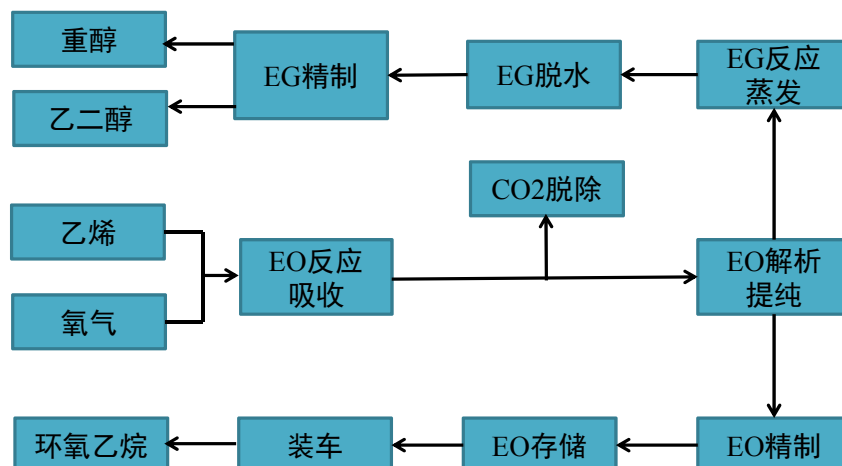 重醇
EG精制
EG脱水
EG反应
蒸发
乙二醇
CO2脱除
乙烯
EO反应
吸收
EO解析
提纯
氧气
环氧乙烷
装车
EO存储
EO精制